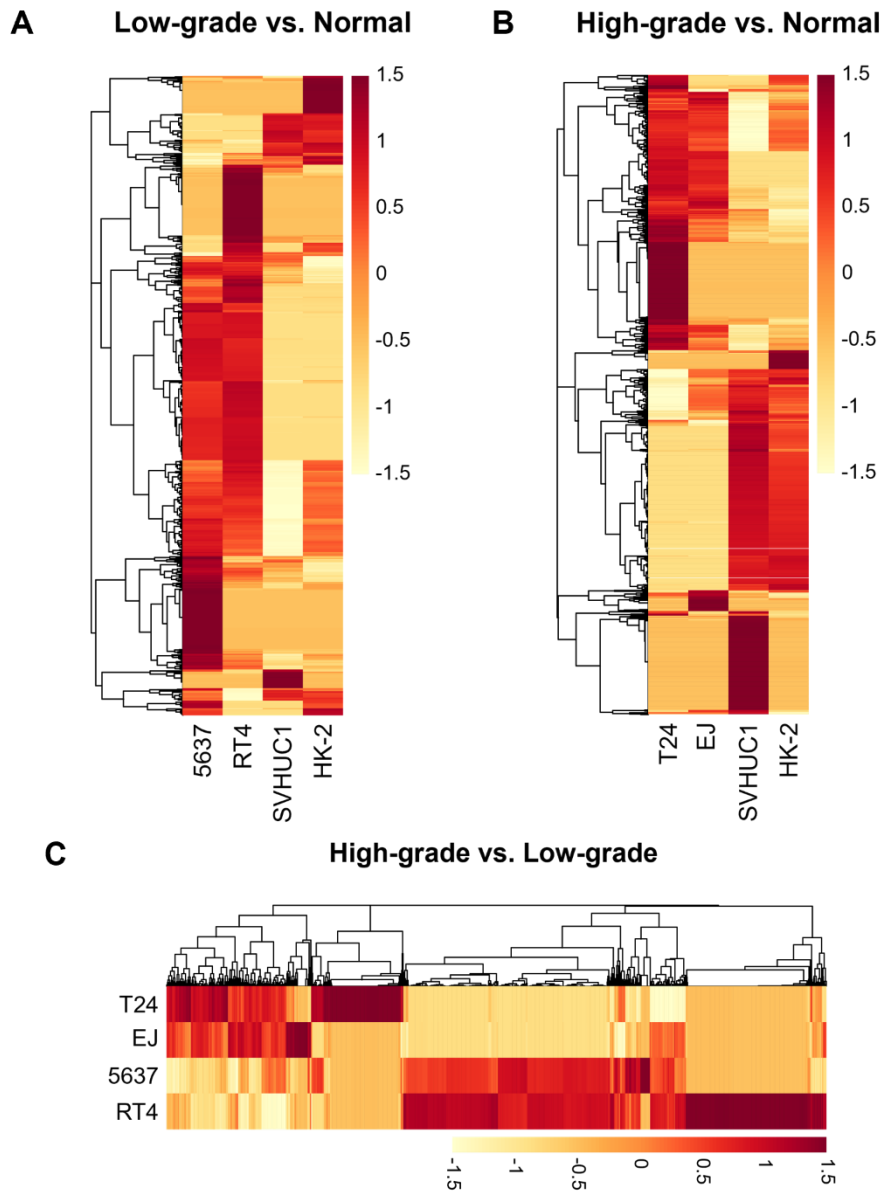 A
Low-grade vs. Normal
B
High-grade vs. Normal
1.5
1
0.5
0
-0.5
-1
-1.5
1.5
1
0.5
0
-0.5
-1
-1.5
5637
RT4
SVHUC1
HK-2
T24
EJ
SVHUC1
HK-2
C
High-grade vs. Low-grade
T24
EJ
5637
RT4
-1.5
-1
-0.5
0
0.5
1
1.5